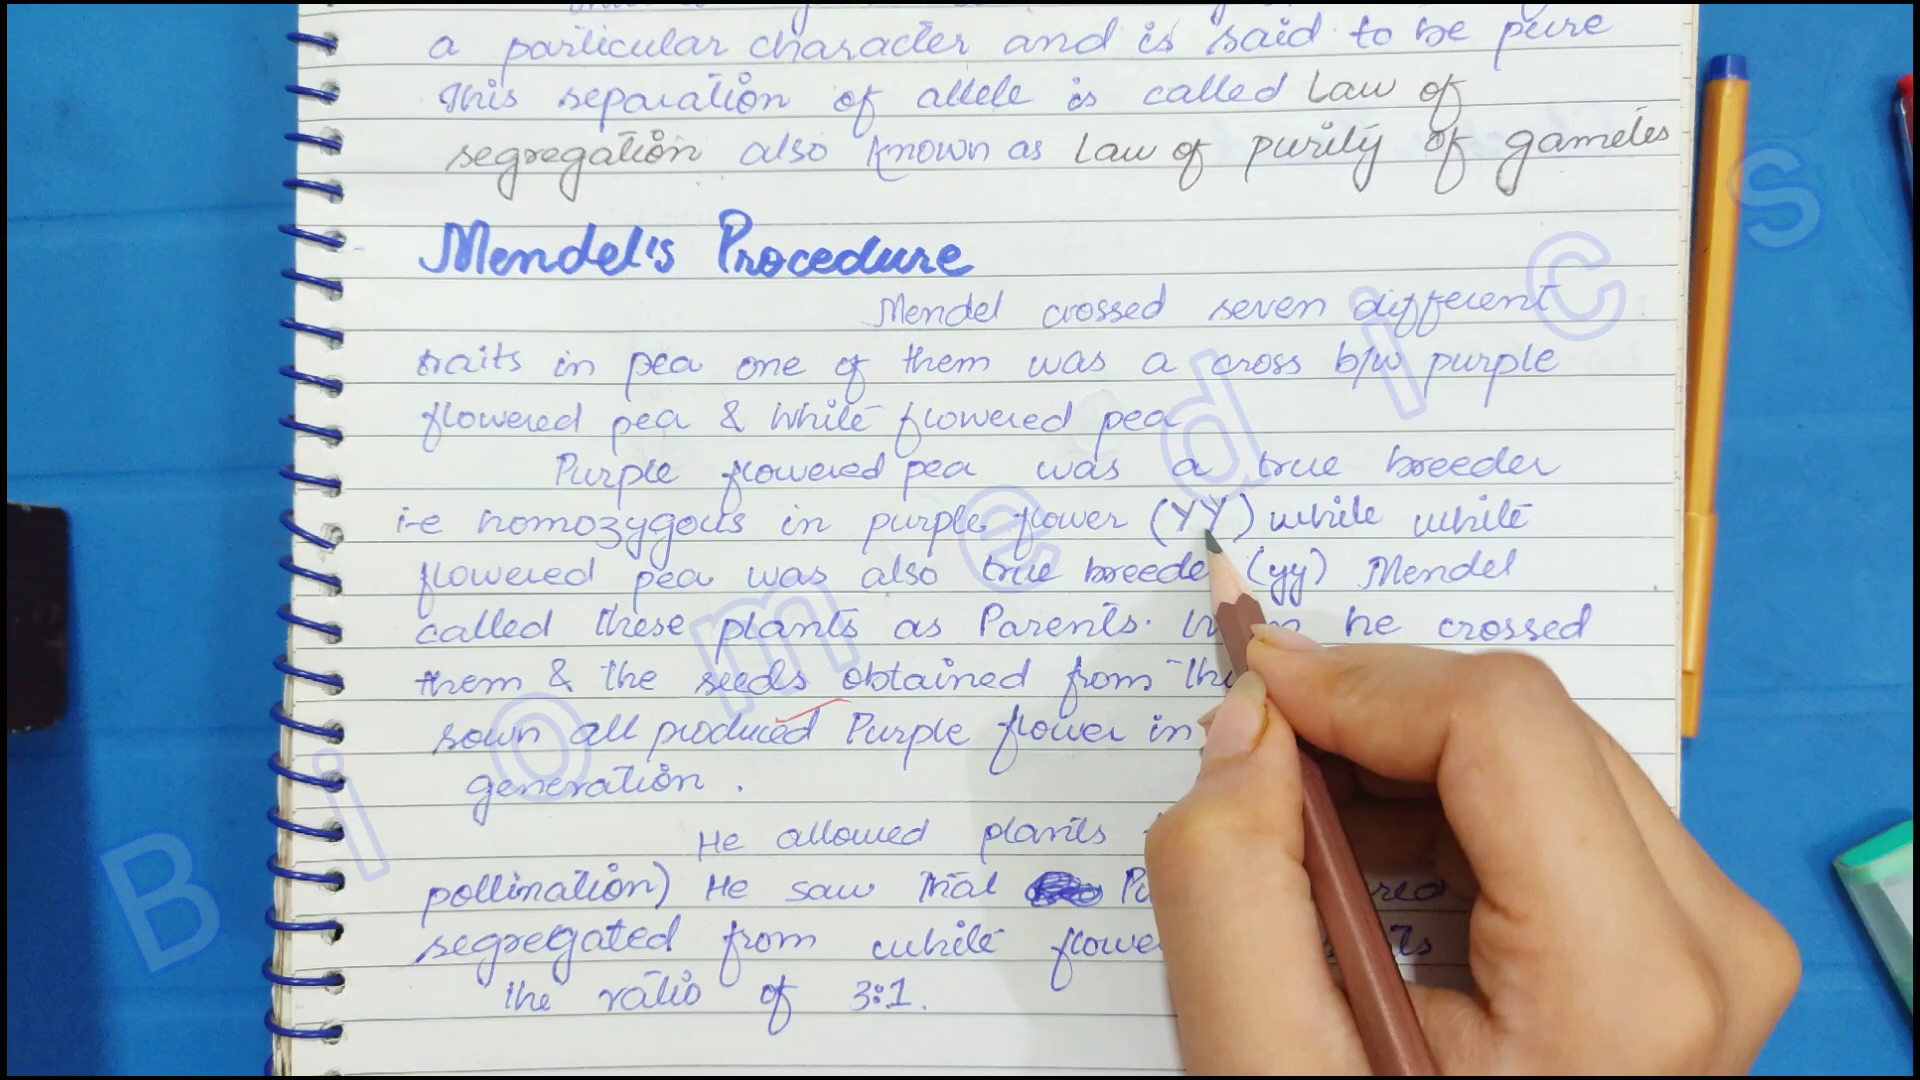 a particular character and is said to be pure
This separation of allele is called Law of
segregation also known as Law of purity of gametes
Mendel's Procedure
Mendel crossed seven different
traits in pea one of them was a cross b/w purple
flowered pea & white flowered pea
Purple flowered pea was a true breeder
i-e homozygous in purple flower (YY) while white
flowered pea was also true breeder (yy) Mendel
called these plants as Parents. he crossed
them & the seeds obtained from
sown all produced Purple flower in
generation.
He allowed plants
pollination) He saw that
segregated from white
the ratio of 3:1.
Biomedics